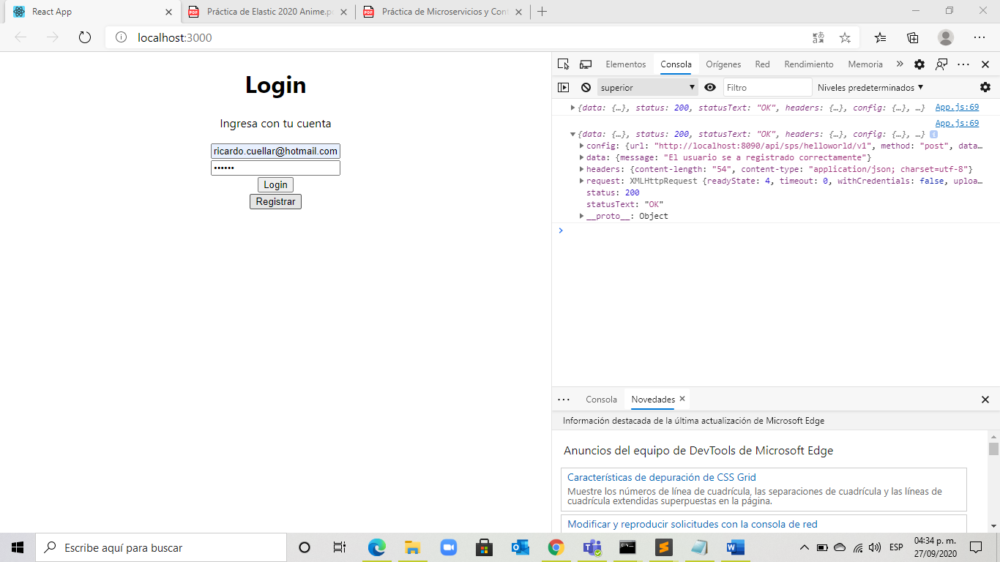 React App
Práctica de Elastic 2020 Anime.p
Práctica de Microservicios y Con
localhost:3000
Login
Ingresa con tu cuenta
ricardo.cuellar@hotmail.com
••••••
Login
Registrar
Elementos Consola Orígenes Red Rendimiento Memoria
superior Filtro Niveles predeterminados
{data: {…}, status: 200, statusText: "OK", headers: {…}, config: {…}, …} App.js:69
App.js:69
{data: {…}, status: 200, statusText: "OK", headers: {…}, config: {…}, …}
config: {url: "http://localhost:8090/api/sps/helloworld/v1", method: "post", data…
data: {message: "El usuario se a registrado correctamente"}
headers: {content-length: "54", content-type: "application/json; charset=utf-8"}
request: XMLHttpRequest {readyState: 4, timeout: 0, withCredentials: false, uploa…
status: 200
statusText: "OK"
__proto__: Object
Consola Novedades
Información destacada de la última actualización de Microsoft Edge
Anuncios del equipo de DevTools de Microsoft Edge
Características de depuración de CSS Grid
Muestre los números de línea de cuadrícula, las separaciones de cuadrícula y las líneas de
cuadrícula extendidas superpuestas en la página.
Modificar y reproducir solicitudes con la consola de red
Escribe aquí para buscar
ESP
04:34 p. m.
27/09/2020